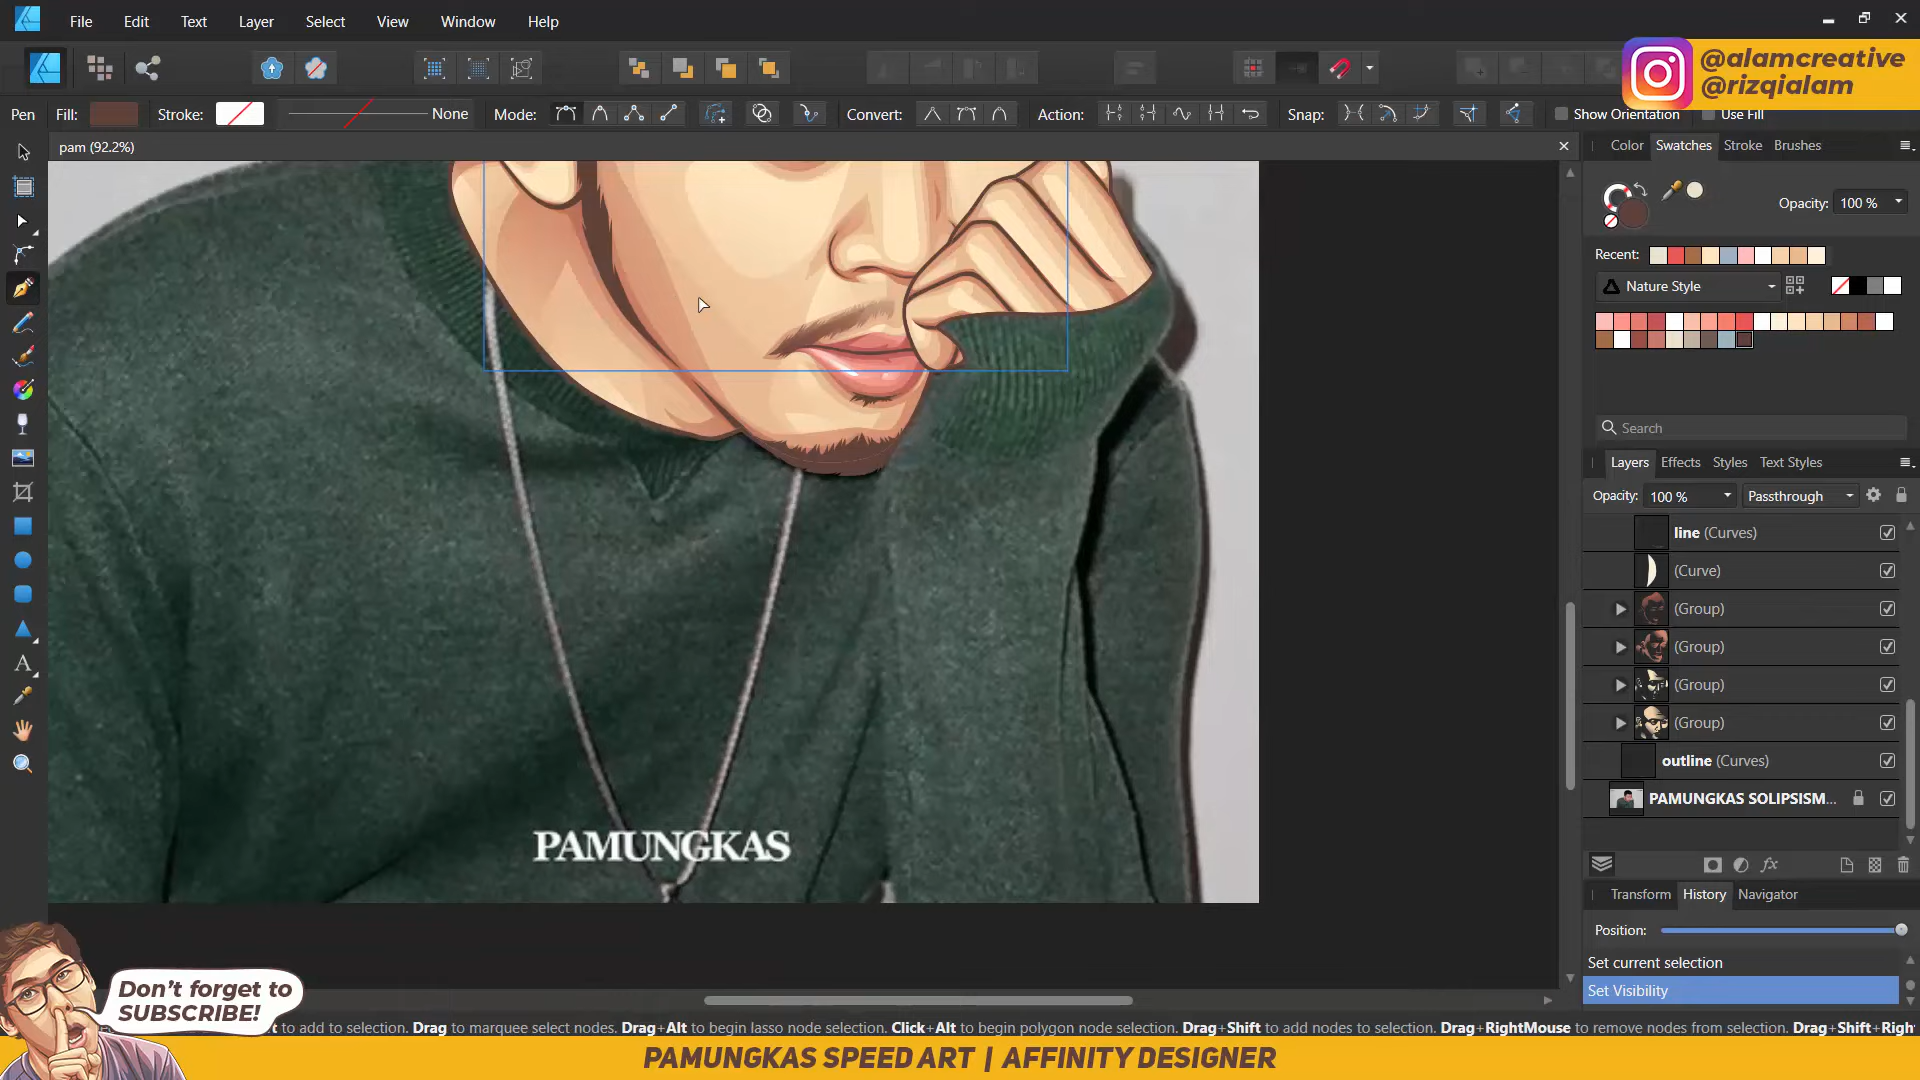 File Edit Text Layer Select View Window Help
@alamcreative
@rizqialam
Pen Fill: Stroke: None Mode: Convert: Action: Snap: Show Orientation Use Fill
pam (92.2%)
Color Swatches Stroke Brushes
Opacity: 100 %
Recent:
Nature Style
Search
Layers Effects Styles Text Styles
Opacity: 100 % Passthrough
line (Curves)
(Curve)
(Group)
(Group)
(Group)
(Group)
outline (Curves)
PAMUNGKAS SOLIPSISM...
PAMUNGKAS
Transform History Navigator
Position:
Set current selection
Set Visibility
Don't forget to
SUBSCRIBE!
to add to selection. Drag to marquee select nodes. Drag+Alt to begin lasso node selection. Click+Alt to begin polygon node selection. Drag+Shift to add nodes to selection. Drag+RightMouse to remove nodes from selection. Drag+Shift+Righ
PAMUNGKAS SPEED ART | AFFINITY DESIGNER